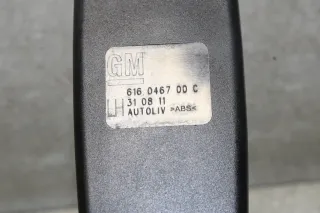 GM
616 0467 00 C
LH 31 08 11
AUTOLIV >ABS<